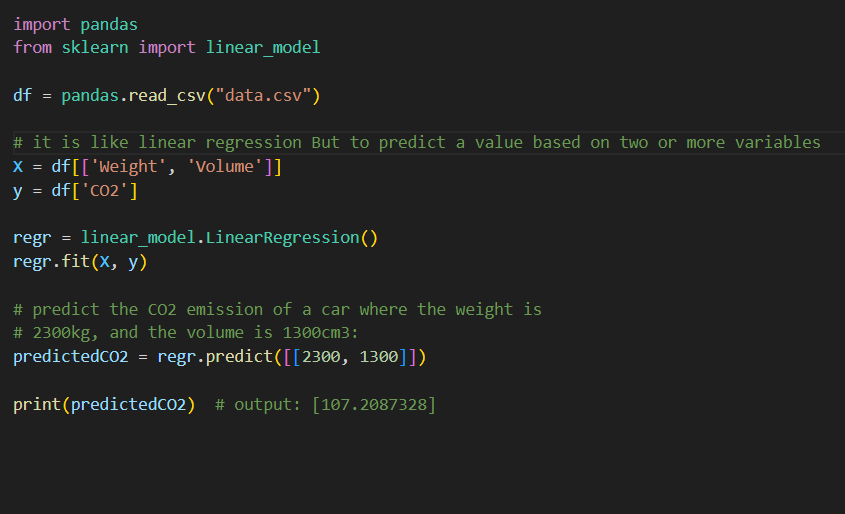 import pandas
from sklearn import linear_model
df = pandas.read_csv("data.csv")
# it is like linear regression But to predict a value based on two or more variables
X = df[['Weight', 'Volume']]
y = df['CO2']
regr = linear_model.LinearRegression()
regr.fit(X, y)
# predict the CO2 emission of a car where the weight is
# 2300kg, and the volume is 1300cm3:
predictedCO2 = regr.predict([[2300, 1300]])
print(predictedCO2)  # output: [107.2087328]